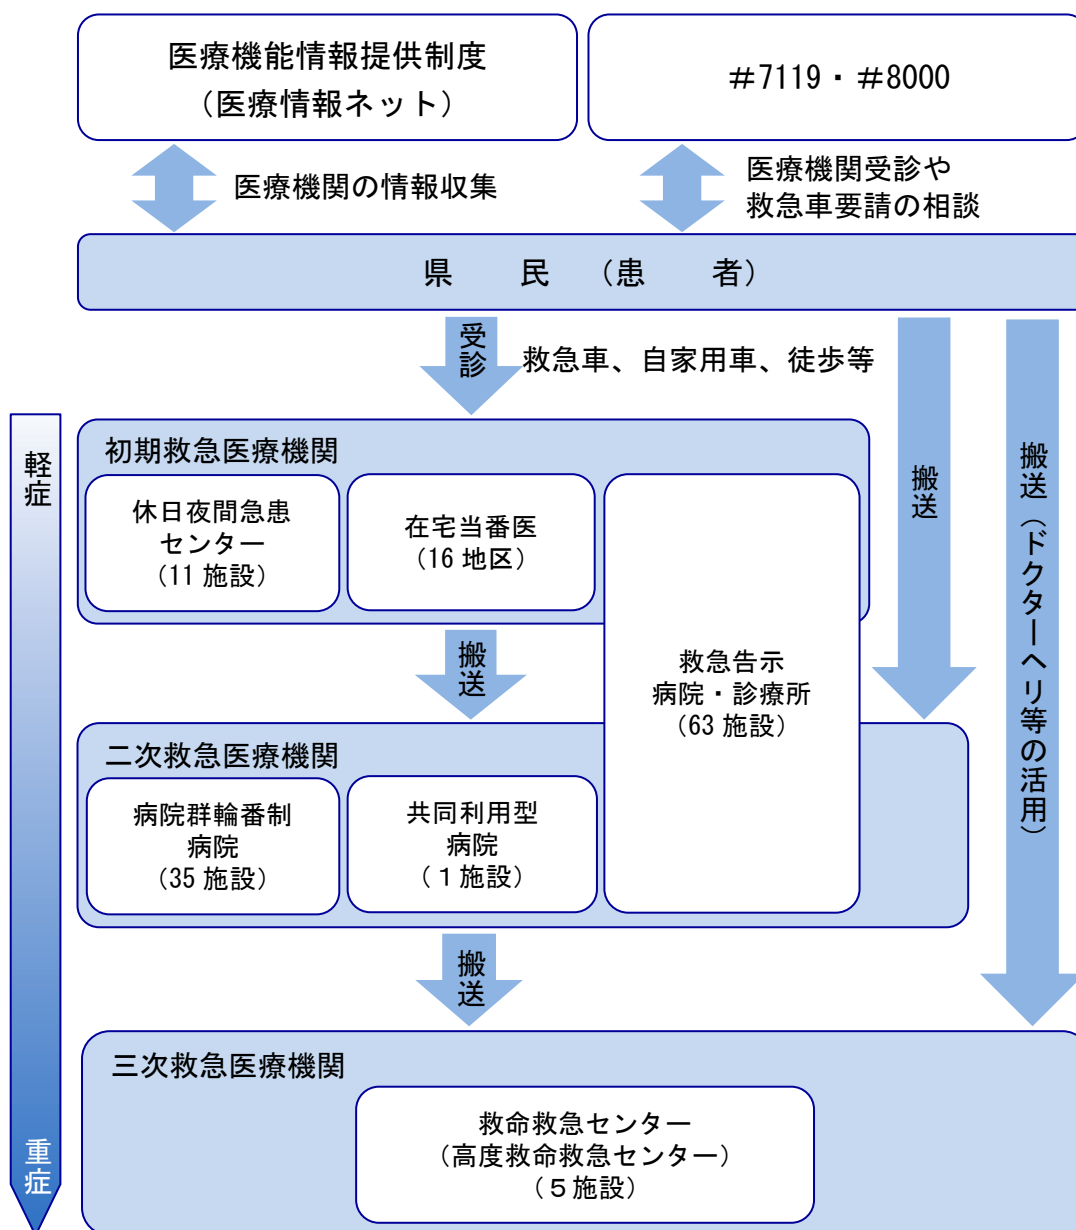 医療機能情報提供制度
（医療情報ネット）
＃7119・＃8000
医療機関の情報収集
医療機関受診や
救急車要請の相談
県　民　（患　者）
受診
救急車、自家用車、徒歩等
搬送
搬送（ドクターヘリ等の活用）
軽症
初期救急医療機関
休日夜間急患
センター
（11 施設）
在宅当番医
（16 地区）
救急告示
病院・診療所
（63 施設）
搬送
二次救急医療機関
病院群輪番制
病院
（35 施設）
共同利用型
病院
（１施設）
搬送
三次救急医療機関
救命救急センター
（高度救命救急センター）
（５施設）
重症